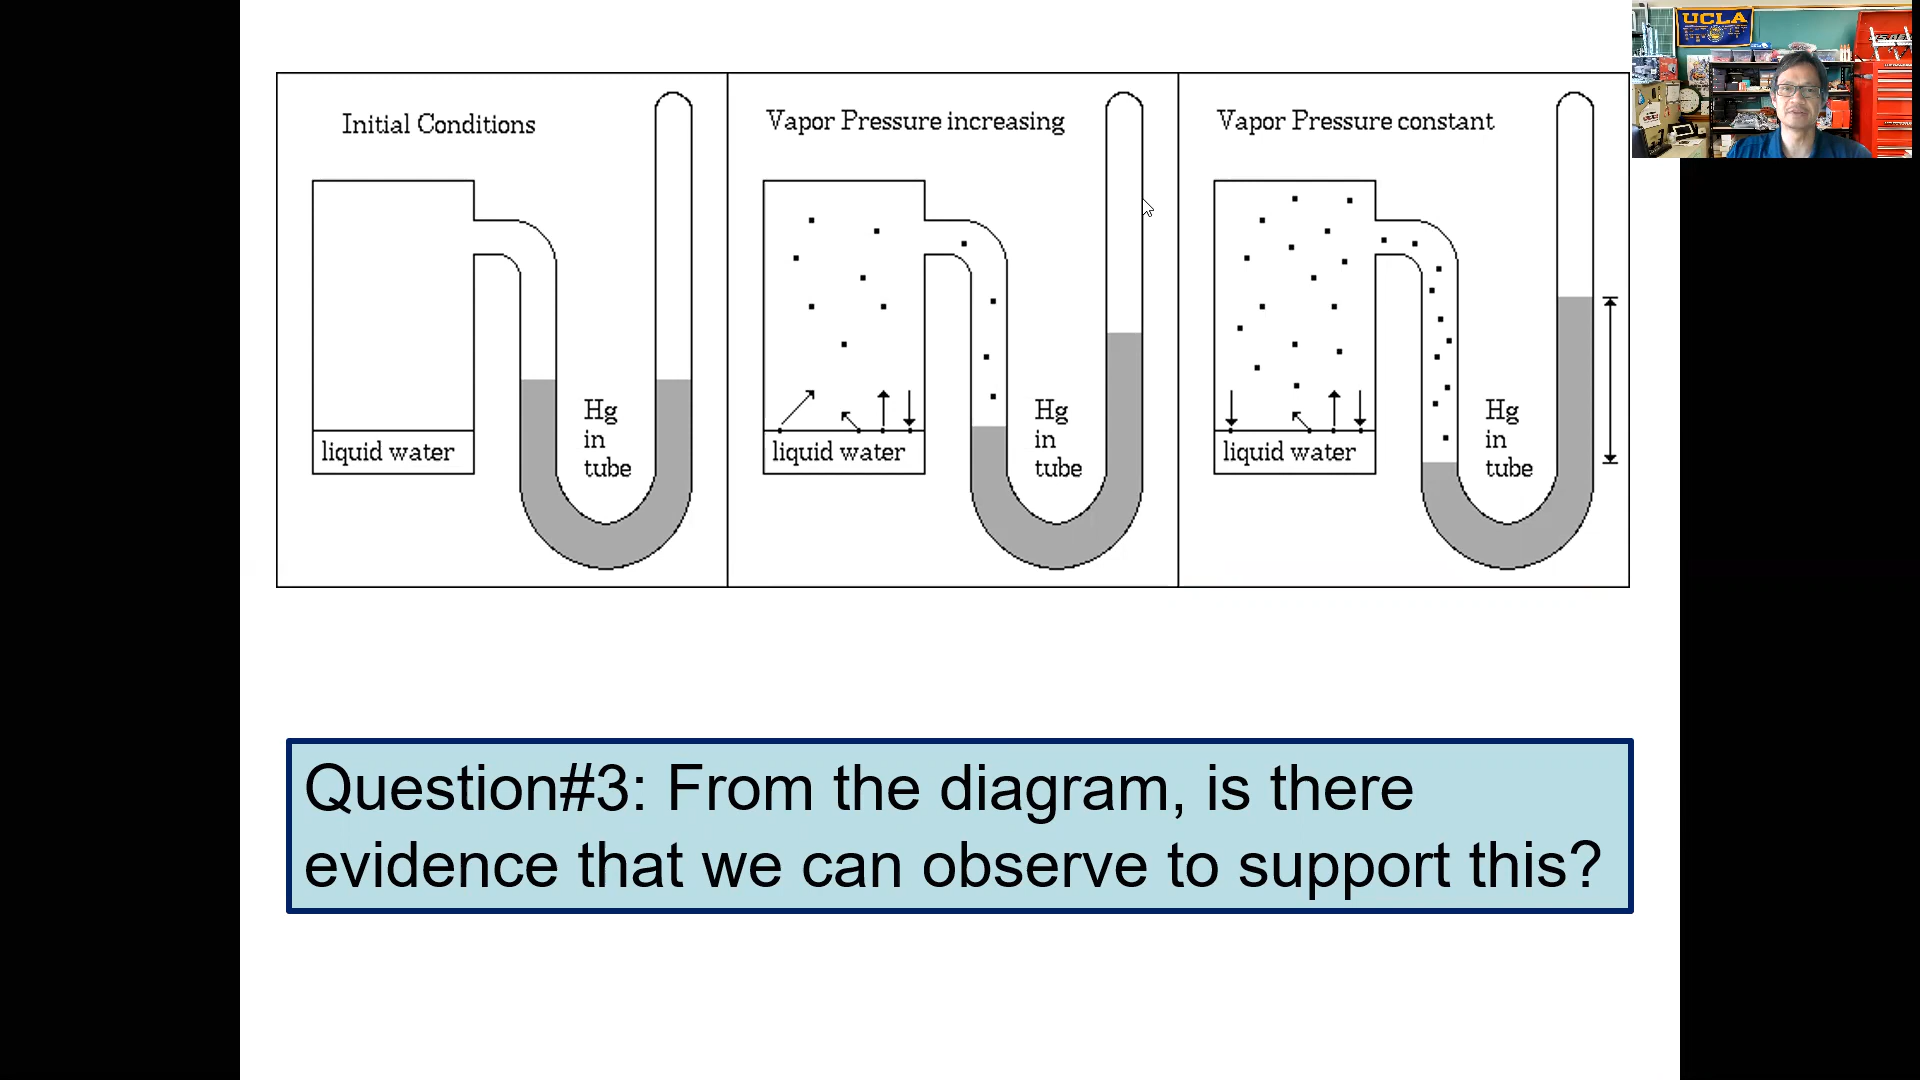 UCLA
Initial Conditions
liquid water
Hg
in
tube
Vapor Pressure increasing
liquid water
Hg
in
tube
Vapor Pressure constant
liquid water
Hg
in
tube
Question#3: From the diagram, is there
evidence that we can observe to support this?